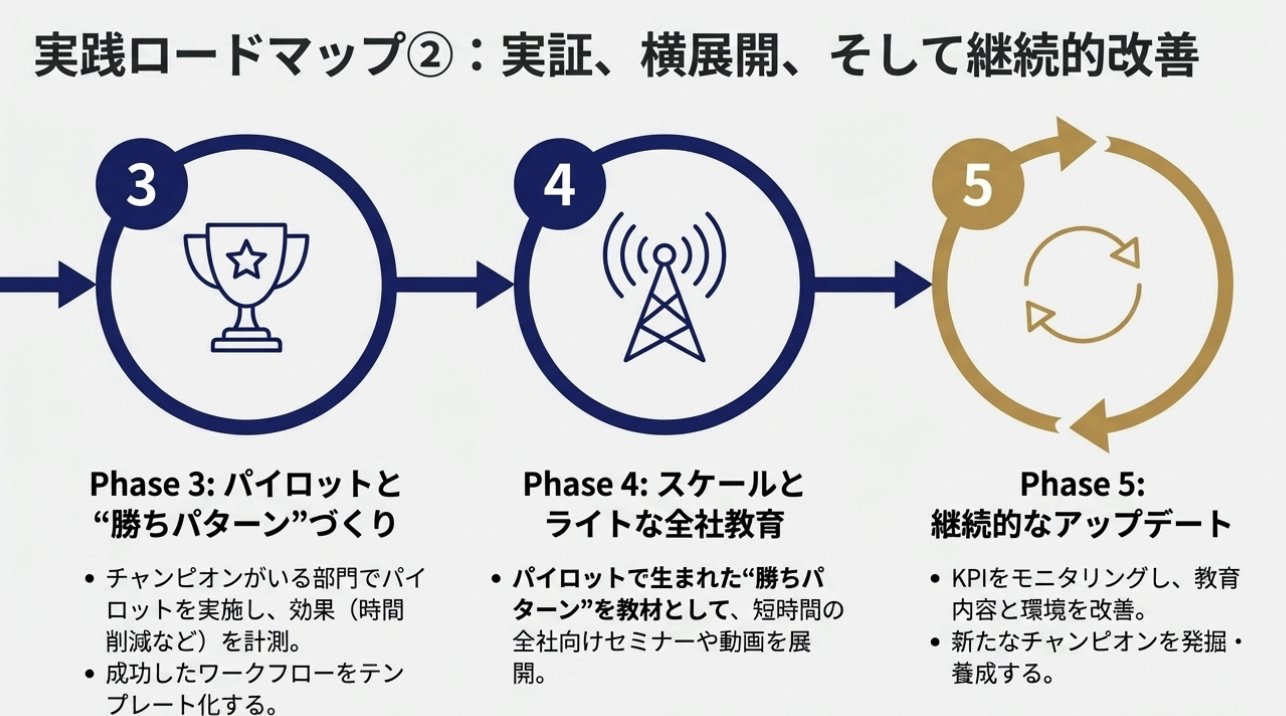 実践ロードマップ②：実証、横展開、そして継続的改善
3
Phase 3: パイロットと
“勝ちパターン”づくり
• チャンピオンがいる部門でパイ
ロットを実施し、効果（時間
削減など）を計測。
• 成功したワークフローをテン
プレート化する。
4
Phase 4: スケールと
ライトな全社教育
• パイロットで生まれた“勝ちパ
ターン”を教材として、短時間の
全社向けセミナーや動画を展
開。
5
Phase 5:
継続的なアップデート
• KPIをモニタリングし、教育
内容と環境を改善。
• 新たなチャンピオンを発掘・
養成する。